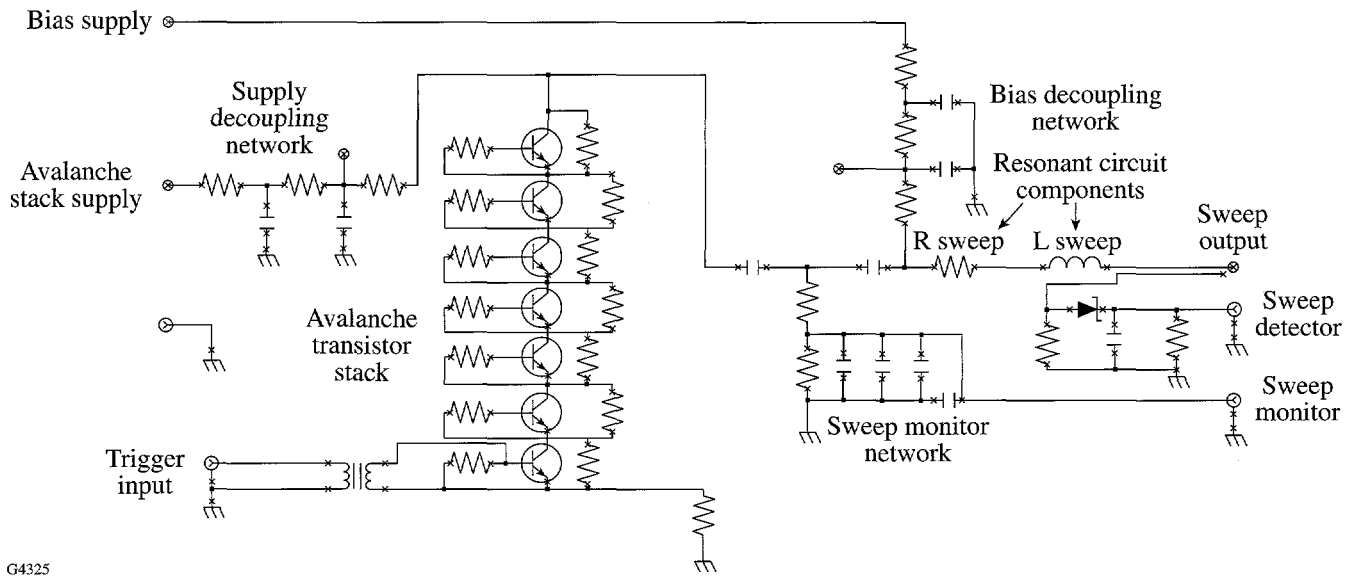 Bias supply
Supply
decoupling
network
Bias decoupling
network
Avalanche
stack supply
Resonant circuit
components
R sweep
L sweep
Sweep
output
Avalanche
transistor
stack
Sweep
detector
Sweep
monitor
Sweep monitor
network
Trigger
input
G4325